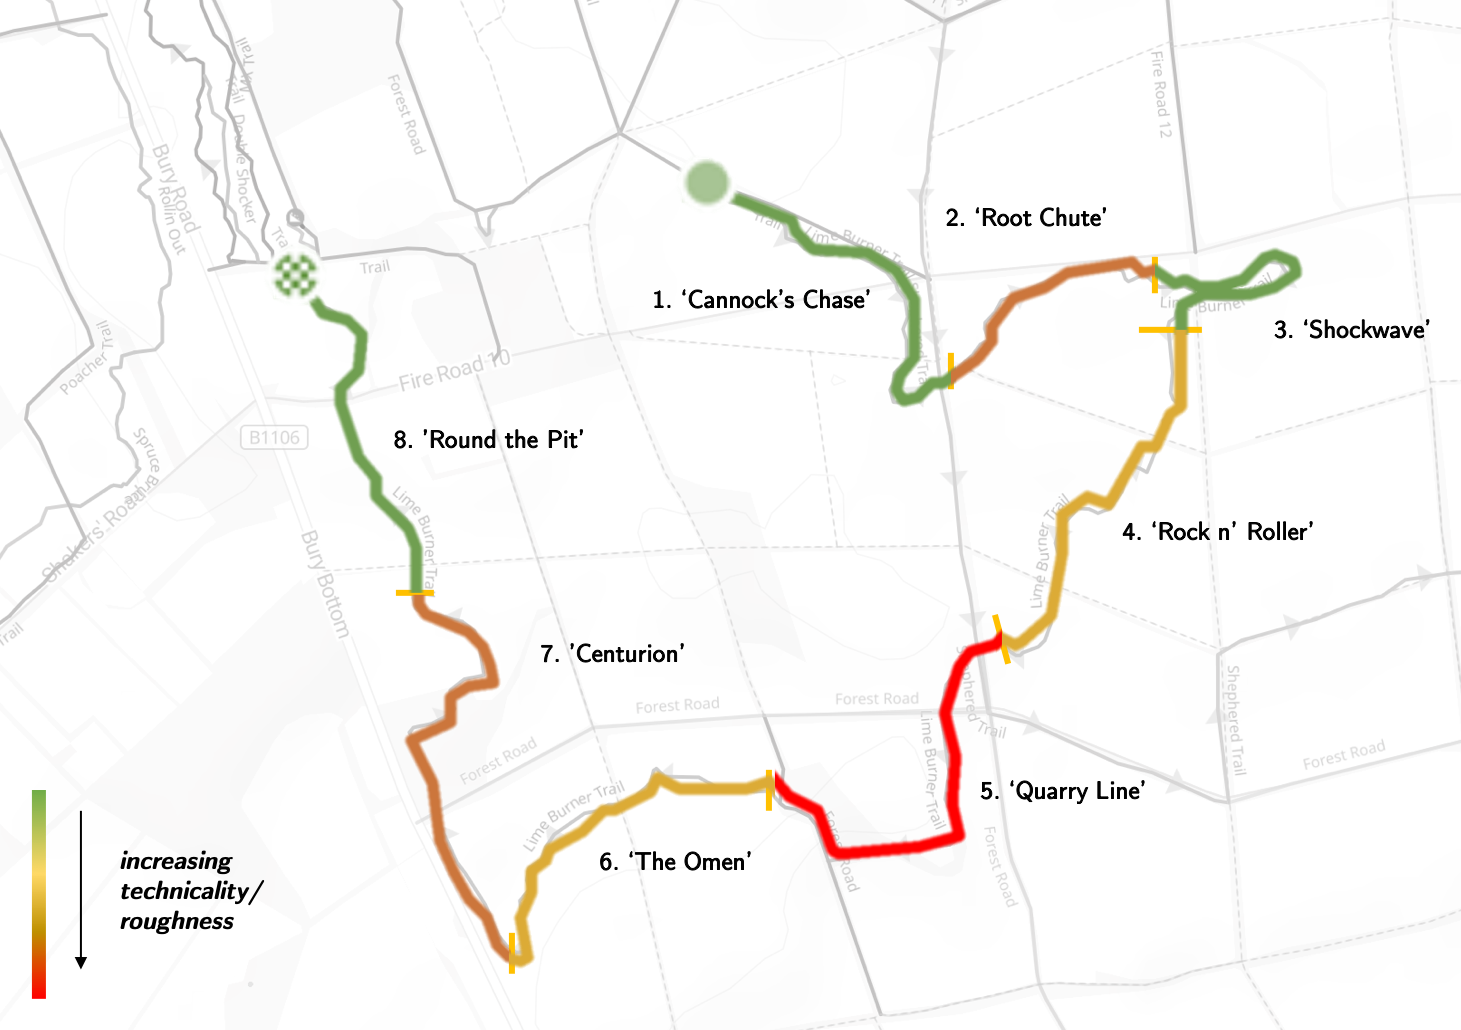 Forest Road
Fire Road 12
Trail
Double Shocker
Bury Road
Rollin Out
2. ‘Root Chute’
Trail
Lime Burner Trail
Trail
1. ‘Cannock's Chase’
Lime Burner Trail
3. ‘Shockwave’
Poacher Trail
Fire Road 10
B1106
8. ’Round the Pit’
Spruce
Shakers' Road
Lime Burner Trail
4. ‘Rock n’ Roller’
Lime Burner Trail
Bury Bottom
Trail
7. ’Centurion’
Shephered Trail
Forest Road
Forest Road
Shephered Trail
Forest Road
Forest Road
Lime Burner Trail
5. ‘Quarry Line’
Lime Burner Trail
Forest Road
Forest Road
6. ‘The Omen’
increasing
technicality/
roughness